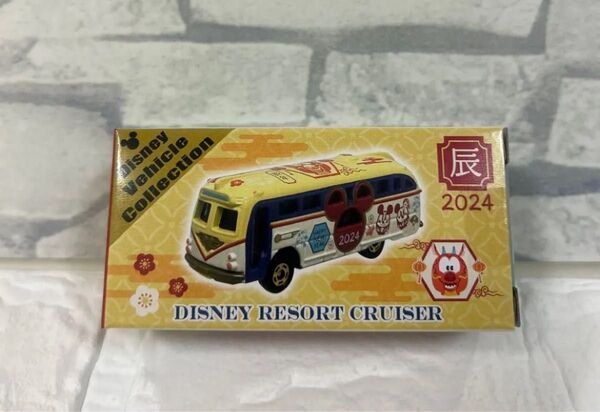 Disney
Vehicle
Collection
辰
2024
2024
DISNEY RESORT CRUISER